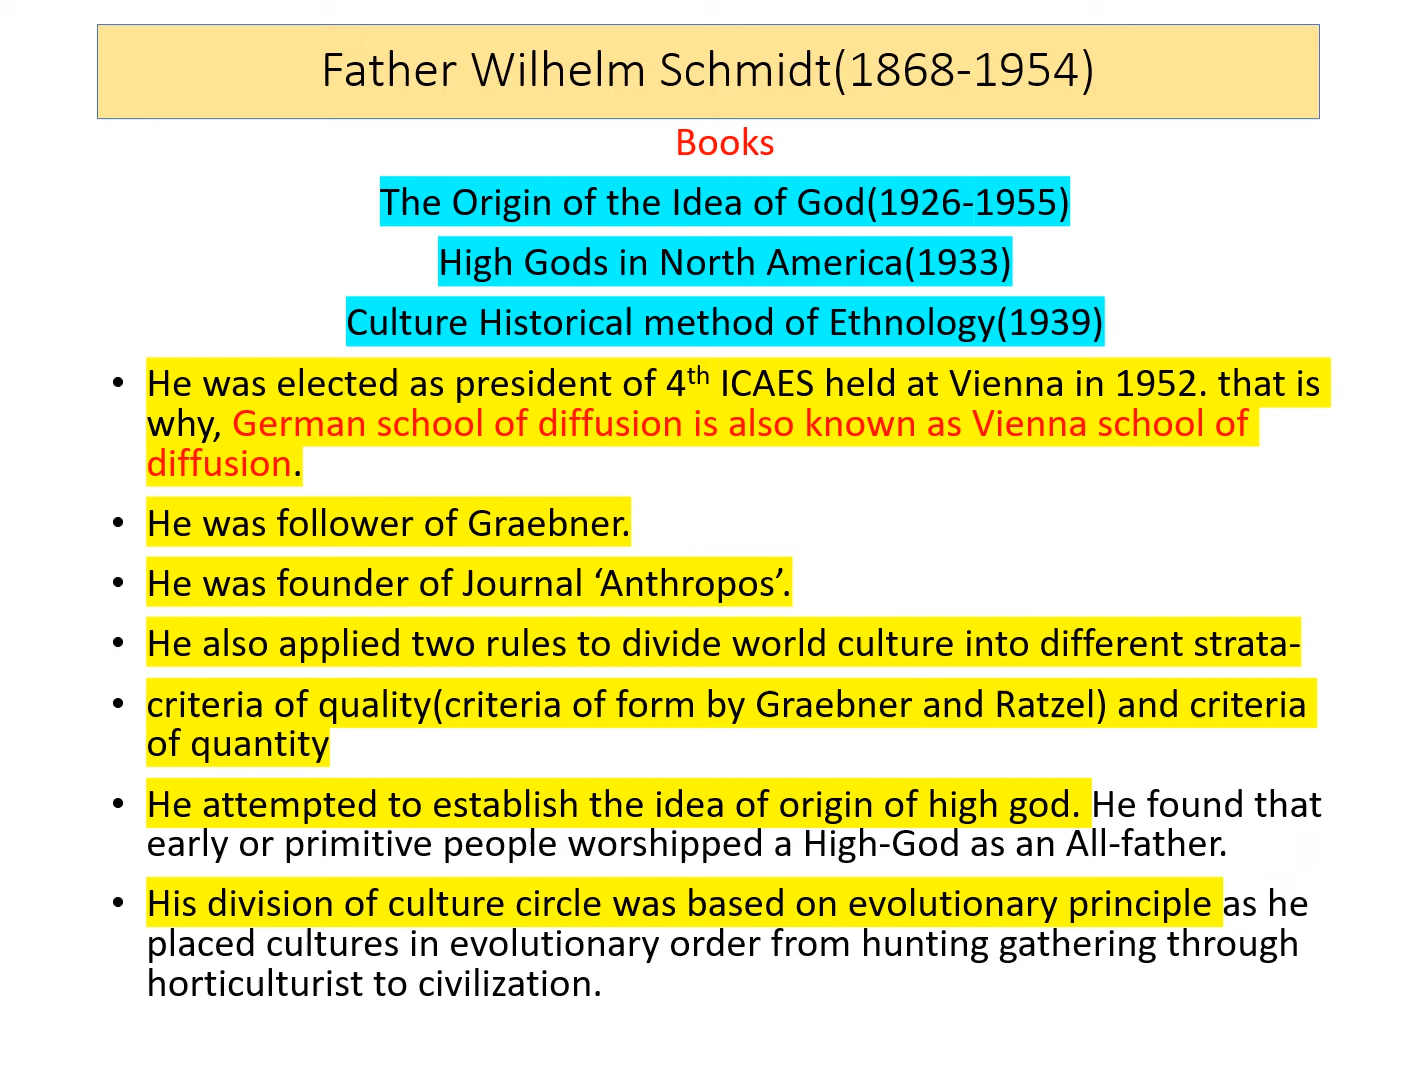 Father Wilhelm Schmidt(1868-1954)
Books
The Origin of the Idea of God(1926-1955)
High Gods in North America(1933)
Culture Historical method of Ethnology(1939)
• He was elected as president of 4th ICAES held at Vienna in 1952. that is
why, German school of diffusion is also known as Vienna school of
diffusion.
• He was follower of Graebner.
• He was founder of Journal ‘Anthropos’.
• He also applied two rules to divide world culture into different strata-
• criteria of quality(criteria of form by Graebner and Ratzel) and criteria
of quantity
• He attempted to establish the idea of origin of high god. He found that
early or primitive people worshipped a High-God as an All-father.
• His division of culture circle was based on evolutionary principle as he
placed cultures in evolutionary order from hunting gathering through
horticulturist to civilization.